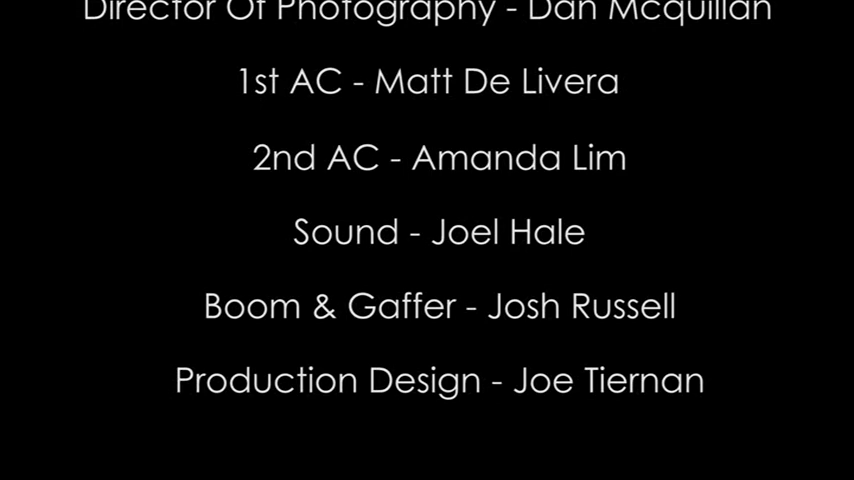 Director Of Photography - Dan Mcquillan
1st AC - Matt De Livera
2nd AC - Amanda Lim
Sound - Joel Hale
Boom & Gaffer - Josh Russell
Production Design - Joe Tiernan